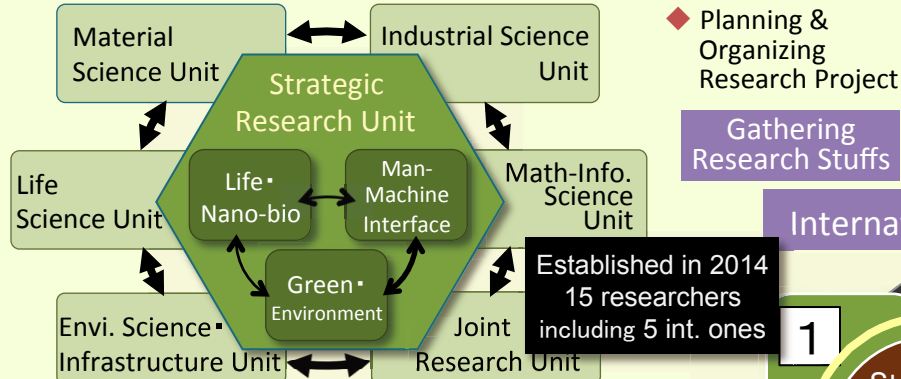 Material
Science Unit
Industrial Science
Unit
Strategic
Research Unit
Life
Science Unit
Life・
Nano-bio
Man-
Machine
Interface
Math-Info.
Science
Unit
Green・
Environment
Envi. Science・
Infrastructure Unit
Joint
Research Unit
Established in 2014
15 researchers
including 5 int. ones
Planning &
Organizing
Research Project
Gathering
Research Stuffs
1